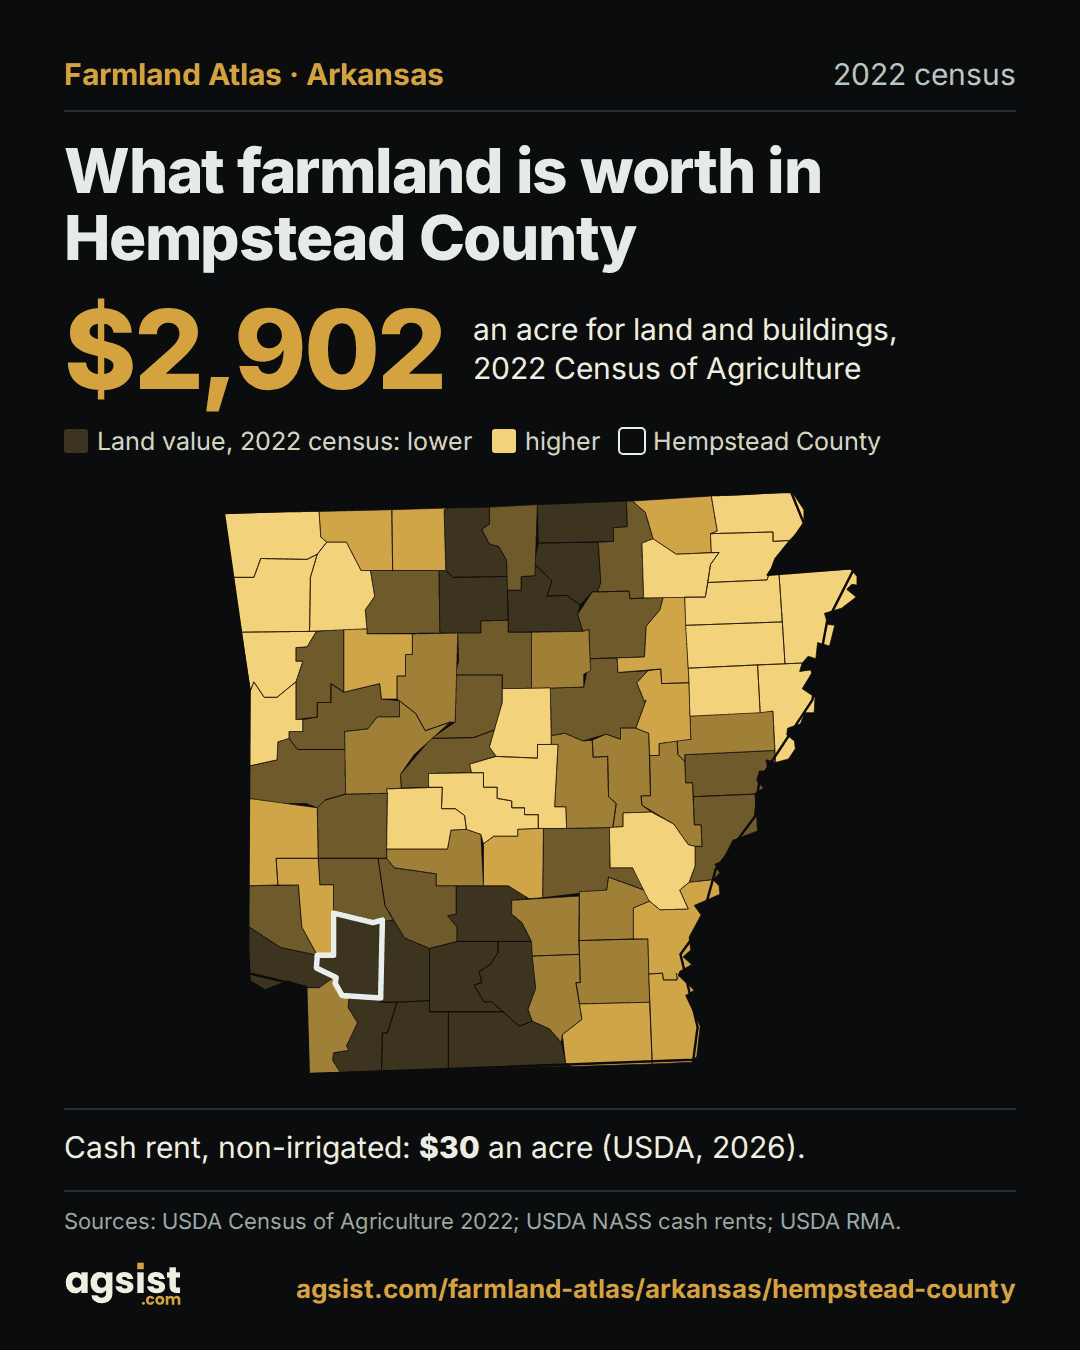 Farmland Atlas · Arkansas
2022 census
What farmland is worth in
Hempstead County
$2,902
an acre for land and buildings,
2022 Census of Agriculture
Land value, 2022 census: lower
higher
Hempstead County
Cash rent, non-irrigated: $30 an acre (USDA, 2026).
Sources: USDA Census of Agriculture 2022; USDA NASS cash rents; USDA RMA.
agsist
.com
agsist.com/farmland-atlas/arkansas/hempstead-county